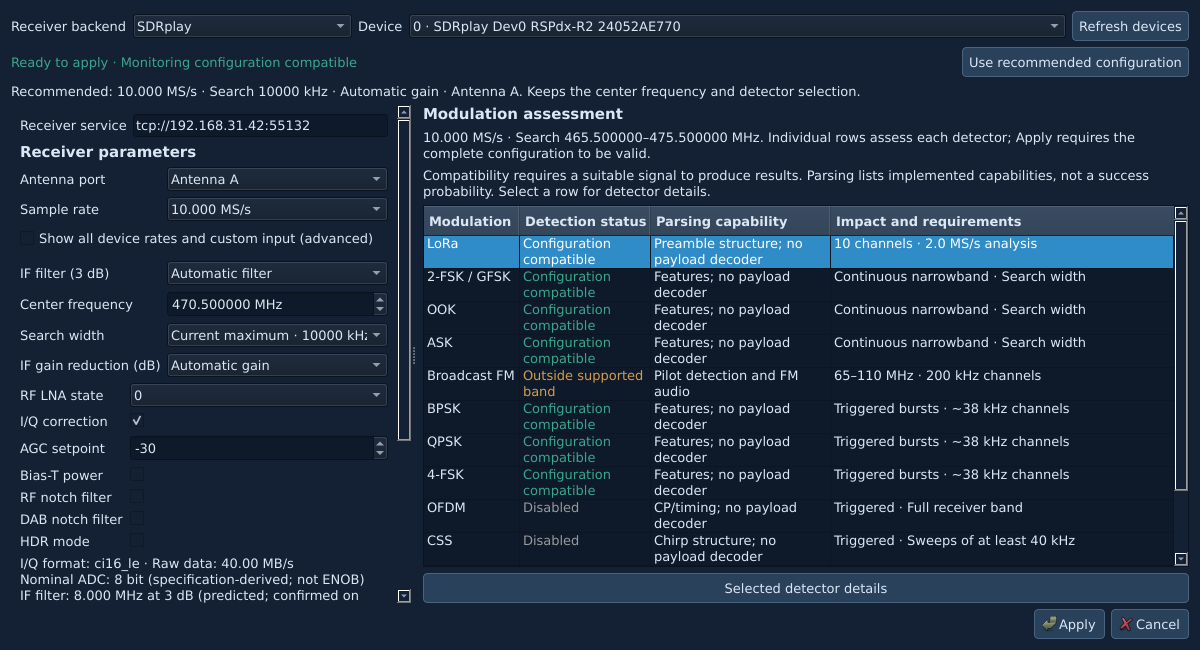 Receiver backend SDRplay Device 0 · SDRplay Dev0 RSPdx-R2 24052AE770 Refresh devices
Ready to apply · Monitoring configuration compatible Use recommended configuration
Recommended: 10.000 MS/s · Search 10000 kHz · Automatic gain · Antenna A. Keeps the center frequency and detector selection.
Receiver service tcp://192.168.31.42:55132
Receiver parameters
Antenna port Antenna A
Sample rate 10.000 MS/s
Show all device rates and custom input (advanced)
IF filter (3 dB) Automatic filter
Center frequency 470.500000 MHz
Search width Current maximum · 10000 kHz
IF gain reduction (dB) Automatic gain
RF LNA state 0
I/Q correction
AGC setpoint -30
Bias-T power
RF notch filter
DAB notch filter
HDR mode
I/Q format: ci16_le · Raw data: 40.00 MB/s
Nominal ADC: 8 bit (specification-derived; not ENOB)
IF filter: 8.000 MHz at 3 dB (predicted; confirmed on
Modulation assessment
10.000 MS/s · Search 465.500000–475.500000 MHz. Individual rows assess each detector; Apply requires the
complete configuration to be valid.
Compatibility requires a suitable signal to produce results. Parsing lists implemented capabilities, not a success
probability. Select a row for detector details.
Modulation Detection status Parsing capability Impact and requirements
LoRa Configuration Preamble structure; no 10 channels · 2.0 MS/s analysis
compatible payload decoder
2-FSK / GFSK Configuration Features; no payload Continuous narrowband · Search width
compatible decoder
OOK Configuration Features; no payload Continuous narrowband · Search width
compatible decoder
ASK Configuration Features; no payload Continuous narrowband · Search width
compatible decoder
Broadcast FM Outside supported Pilot detection and FM 65–110 MHz · 200 kHz channels
band audio
BPSK Configuration Features; no payload Triggered bursts · ~38 kHz channels
compatible decoder
QPSK Configuration Features; no payload Triggered bursts · ~38 kHz channels
compatible decoder
4-FSK Configuration Features; no payload Triggered bursts · ~38 kHz channels
compatible decoder
OFDM Disabled CP/timing; no payload Triggered · Full receiver band
decoder
CSS Disabled Chirp structure; no Triggered · Sweeps of at least 40 kHz
payload decoder
Selected detector details
Apply Cancel